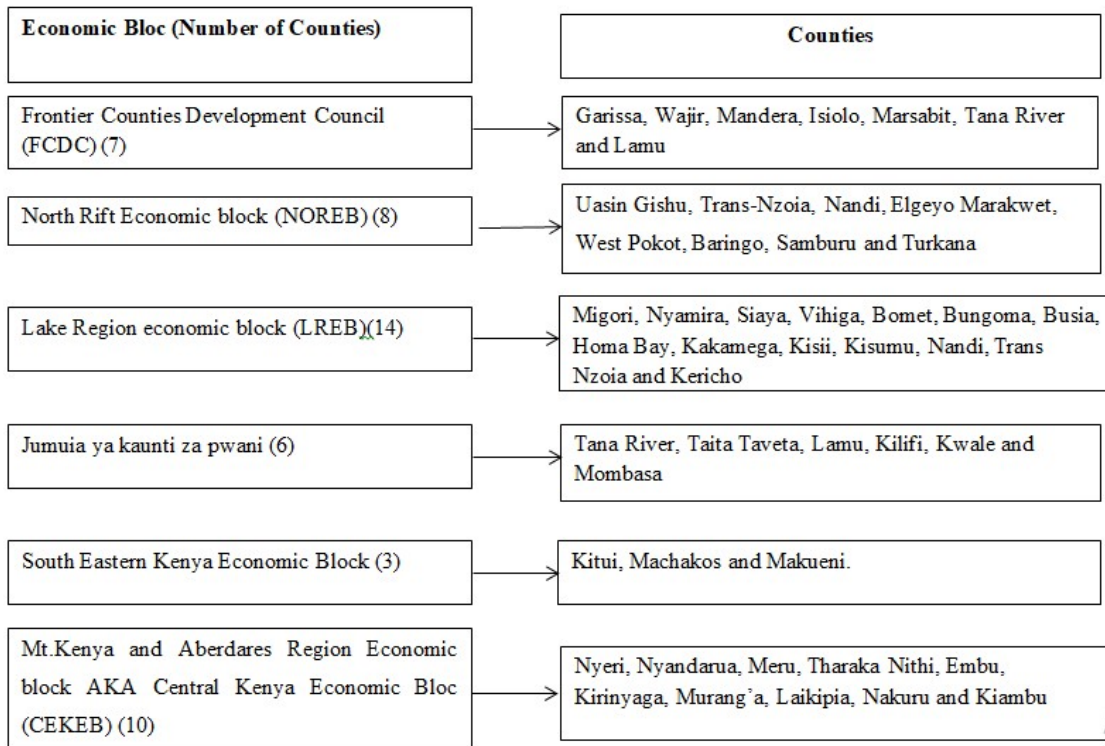 Economic Bloc (Number of Counties)
Counties
Frontier Counties Development Council
(FCDC) (7)
Garissa, Wajir, Mandera, Isiolo, Marsabit, Tana River
and Lamu
North Rift Economic block (NOREB) (8)
Uasin Gishu, Trans-Nzoia, Nandi, Elgeyo Marakwet,
West Pokot, Baringo, Samburu and Turkana
Lake Region economic block (LREB)(14)
Migori, Nyamira, Siaya, Vihiga, Bomet, Bungoma, Busia,
Homa Bay, Kakamega, Kisii, Kisumu, Nandi, Trans
Nzoia and Kericho
Jumuia ya kaunti za pwani (6)
Tana River, Taita Taveta, Lamu, Kilifi, Kwale and
Mombasa
South Eastern Kenya Economic Block (3)
Kitui, Machakos and Makueni.
Mt.Kenya and Aberdares Region Economic
block AKA Central Kenya Economic Bloc
(CEKEB) (10)
Nyeri, Nyandarua, Meru, Tharaka Nithi, Embu,
Kirinyaga, Murang’a, Laikipia, Nakuru and Kiambu